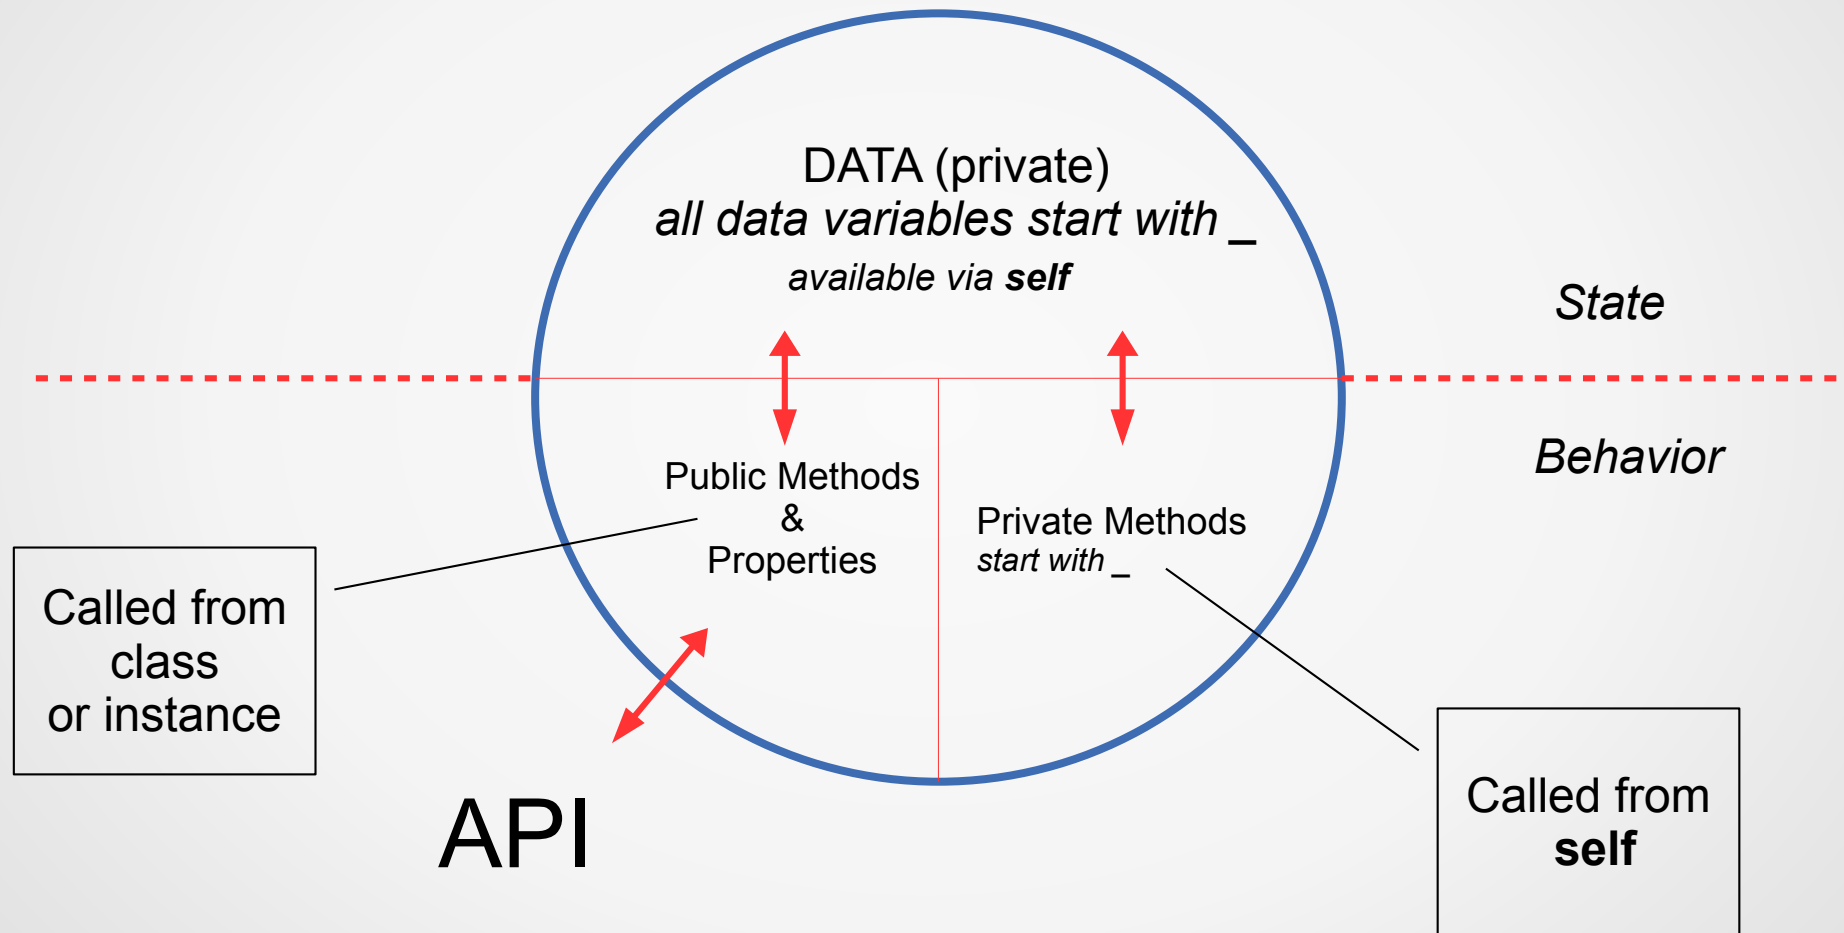 DATA (private)
all data variables start with _
available via self
State
Behavior
Public Methods
&
Properties
Private Methods
start with _
Called from
class
or instance
API
Called from
self